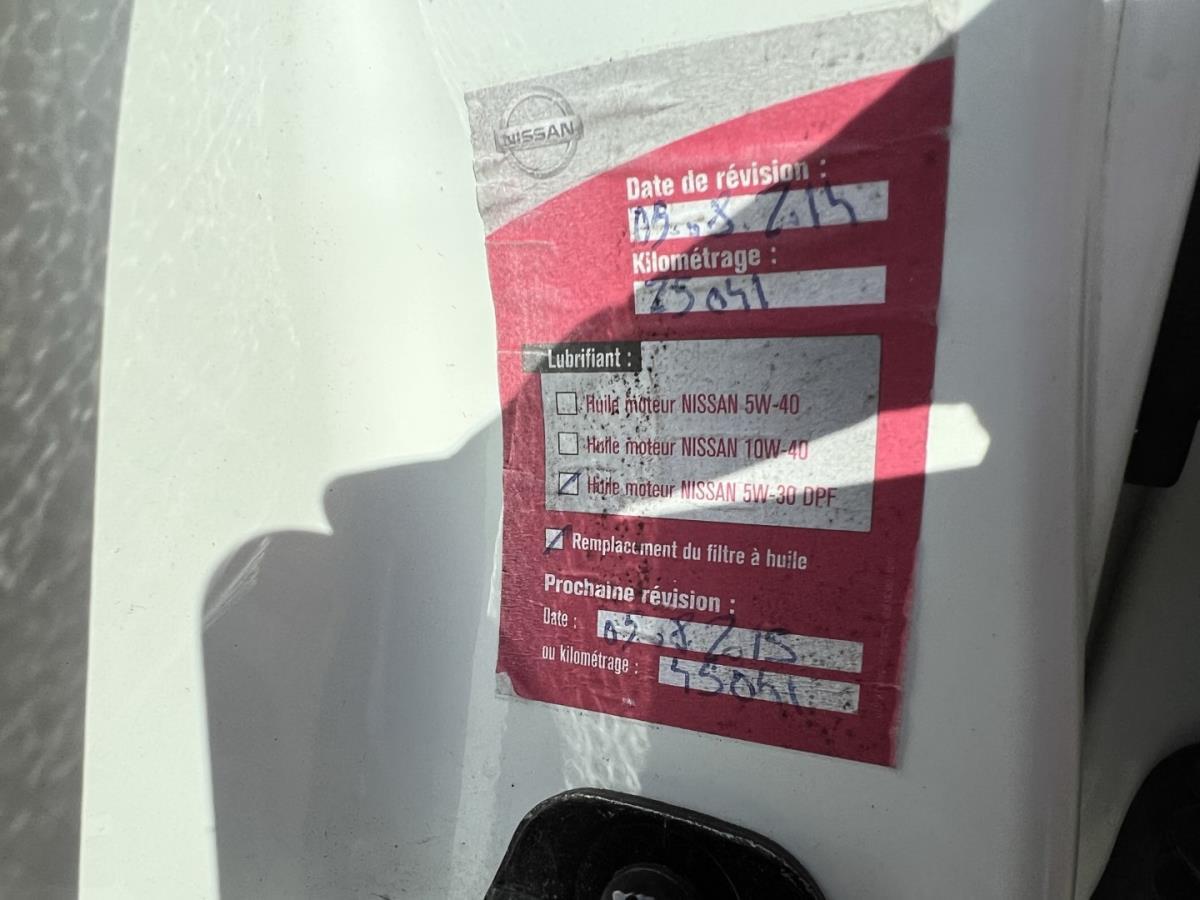 NISSAN
Date de révision :
Kilométrage :
25041
Lubrifiant :
Huile moteur NISSAN 5W-40
Huile moteur NISSAN 10W-40
Huile moteur NISSAN 5W-30 DPF
Remplacement du filtre à huile
Prochaine révision :
Date :
ou kilométrage :
45041